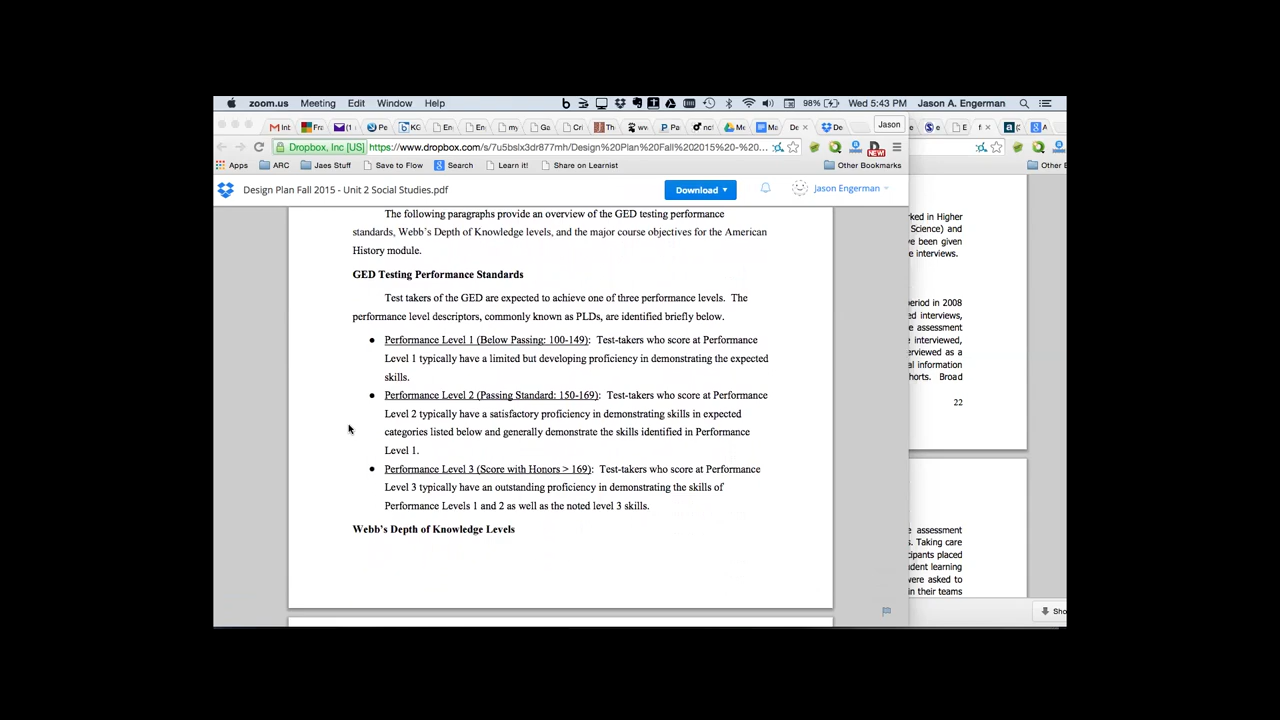 zoom.us Meeting Edit Window Help 98% Wed 5:43 PM Jason A. Engerman
Jason
Dropbox, Inc [US] https://www.dropbox.com/s/7u5bslx3dr877mh/Design%20Plan%20Fall%202015%20-%20...
Apps ARC Jaes Stuff Save to Flow Search Learn it! Share on Learnist Other Bookmarks
Design Plan Fall 2015 - Unit 2 Social Studies.pdf Download Jason Engerman
The following paragraphs provide an overview of the GED testing performance
standards, Webb's Depth of Knowledge levels, and the major course objectives for the American
History module.
GED Testing Performance Standards
Test takers of the GED are expected to achieve one of three performance levels. The
performance level descriptors, commonly known as PLDs, are identified briefly below.
● Performance Level 1 (Below Passing: 100-149): Test-takers who score at Performance
Level 1 typically have a limited but developing proficiency in demonstrating the expected
skills.
● Performance Level 2 (Passing Standard: 150-169): Test-takers who score at Performance
Level 2 typically have a satisfactory proficiency in demonstrating skills in expected
categories listed below and generally demonstrate the skills identified in Performance
Level 1.
● Performance Level 3 (Score with Honors > 169): Test-takers who score at Performance
Level 3 typically have an outstanding proficiency in demonstrating the skills of
Performance Levels 1 and 2 as well as the noted level 3 skills.
Webb's Depth of Knowledge Levels
rked in Higher
Science) and
ve been given
e interviews.
eriod in 2008
ed interviews,
e assessment
e interviewed,
erviewed as a
al information
horts. Broad
22
e assessment
s. Taking care
cipants placed
udent learning
were asked to
in their teams
Sho